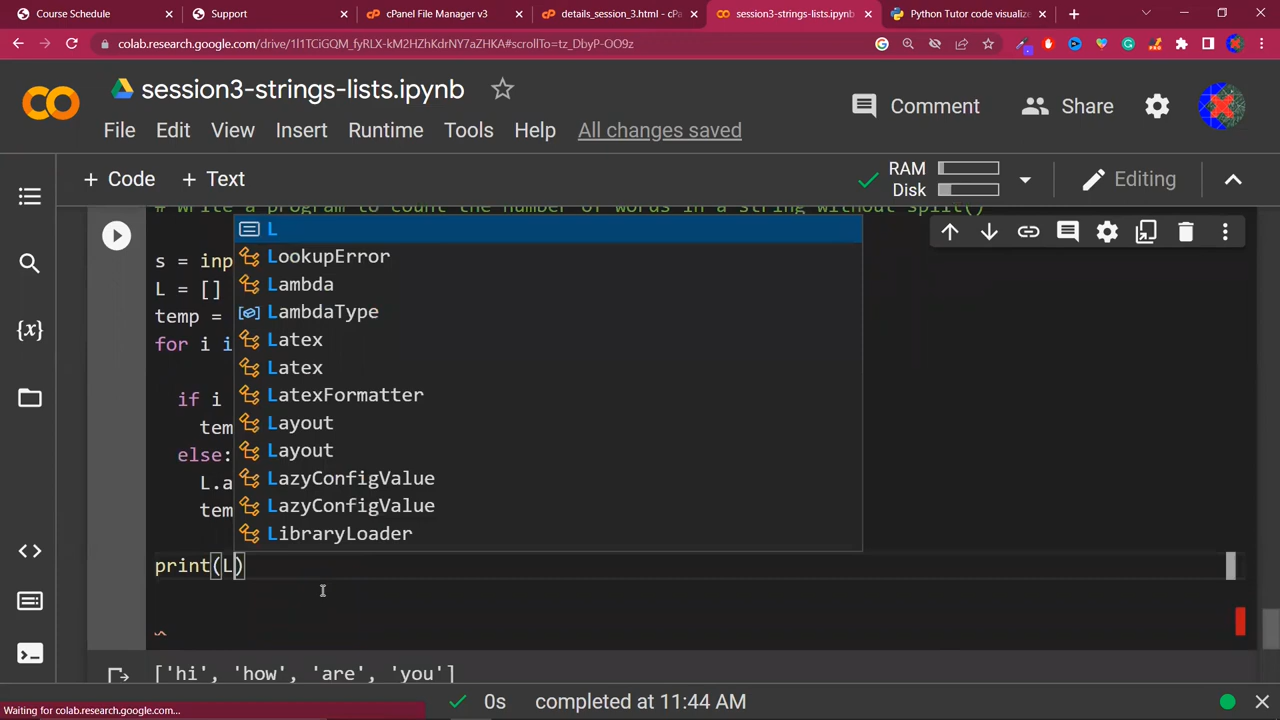 Course Schedule
Support
cPanel File Manager v3
details_session_3.html - cPa
session3-strings-lists.ipynb
Python Tutor code visualize
colab.research.google.com/drive/1l1TCiGQM_fyRLX-kM2HZhKdrNY7aZHKA#scrollTo=tz_DbyP-OO9z
session3-strings-lists.ipynb
Comment
Share
File Edit View Insert Runtime Tools Help All changes saved
+ Code + Text
RAM
Disk
Editing
# Write a program to count the number of words in a string without split()
s = inp
L = []
temp =
for i i
if i
tem
else:
L.a
tem
print(L)
L
LookupError
Lambda
LambdaType
Latex
Latex
LatexFormatter
Layout
Layout
LazyConfigValue
LazyConfigValue
LibraryLoader
['hi', 'how', 'are', 'you']
0s completed at 11:44 AM
Waiting for colab.research.google.com...